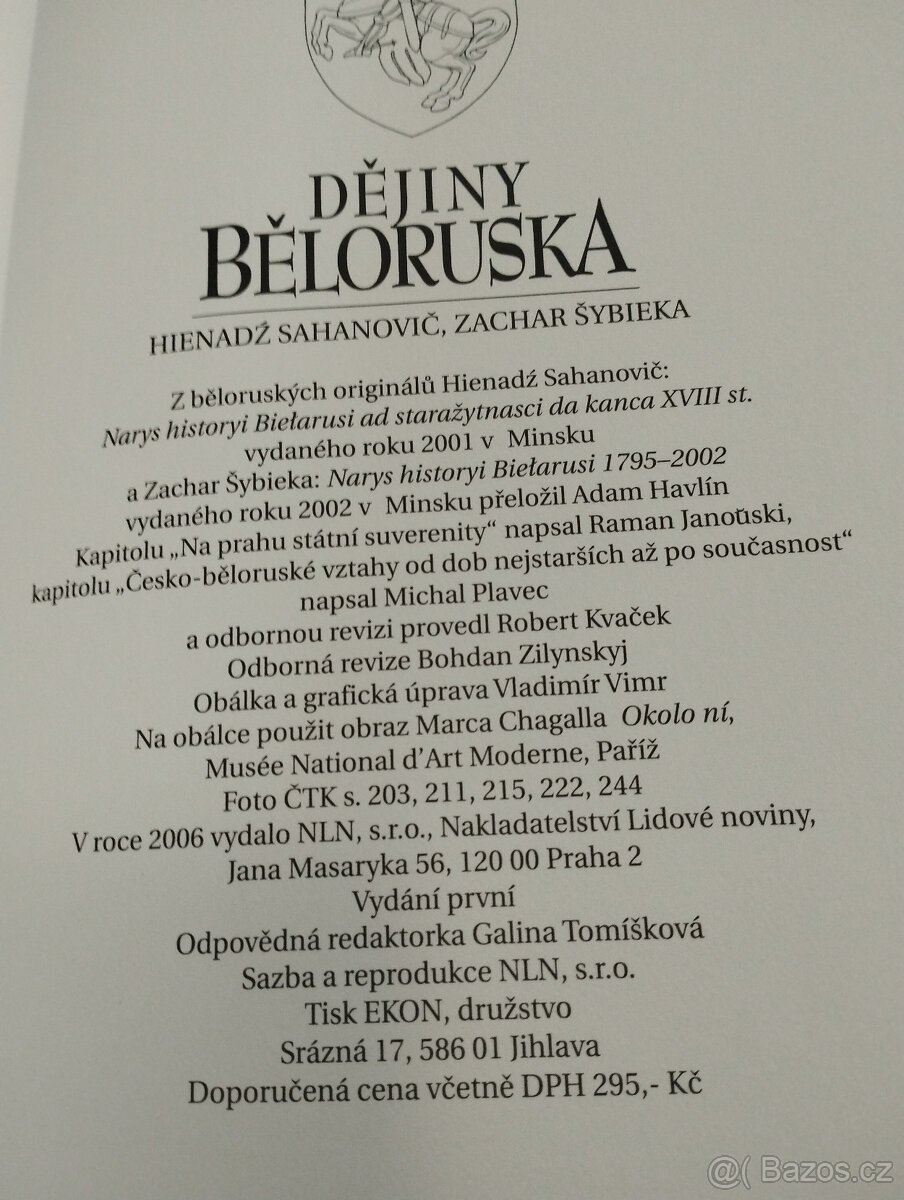 DĚJINY
BĚLORUSKA
HIENADŹ SAHANOVIČ, ZACHAR ŠYBIEKA
Z běloruských originálů Hienadź Sahanovič:
Narys historyi Biełarusi ad staražytnasci da kanca XVIII st.
vydaného roku 2001 v Minsku
a Zachar Šybieka: Narys historyi Biełarusi 1795–2002
vydaného roku 2002 v Minsku přeložil Adam Havlín
Kapitolu „Na prahu státní suverenity“ napsal Raman Janoŭski,
kapitolu „Česko-běloruské vztahy od dob nejstarších až po současnost“
napsal Michal Plavec
a odbornou revizi provedl Robert Kvaček
Odborná revize Bohdan Zilynskyj
Obálka a grafická úprava Vladimír Vimr
Na obálce použit obraz Marca Chagalla Okolo ní,
Musée National d’Art Moderne, Paříž
Foto ČTK s. 203, 211, 215, 222, 244
V roce 2006 vydalo NLN, s.r.o., Nakladatelství Lidové noviny,
Jana Masaryka 56, 120 00 Praha 2
Vydání první
Odpovědná redaktorka Galina Tomíšková
Sazba a reprodukce NLN, s.r.o.
Tisk EKON, družstvo
Srázná 17, 586 01 Jihlava
Doporučená cena včetně DPH 295,- Kč
@( Bazos.cz